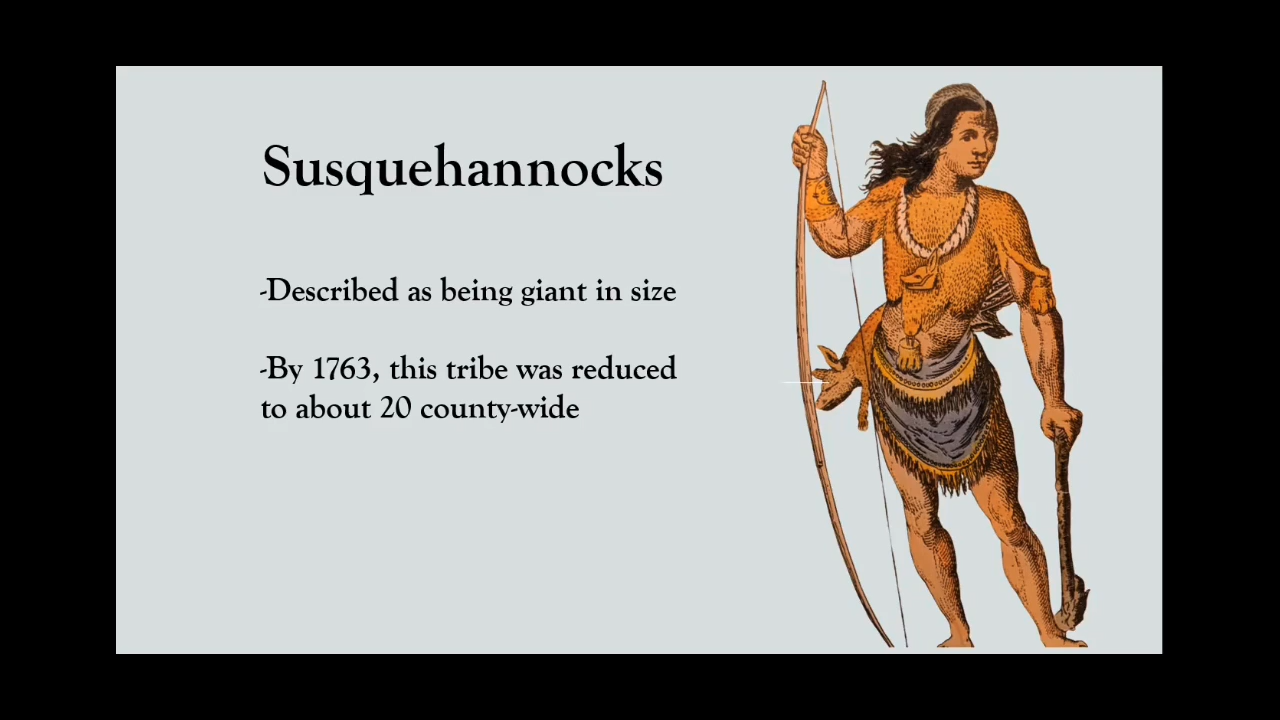 Susquehannocks
-Described as being giant in size
-By 1763, this tribe was reduced
to about 20 county-wide